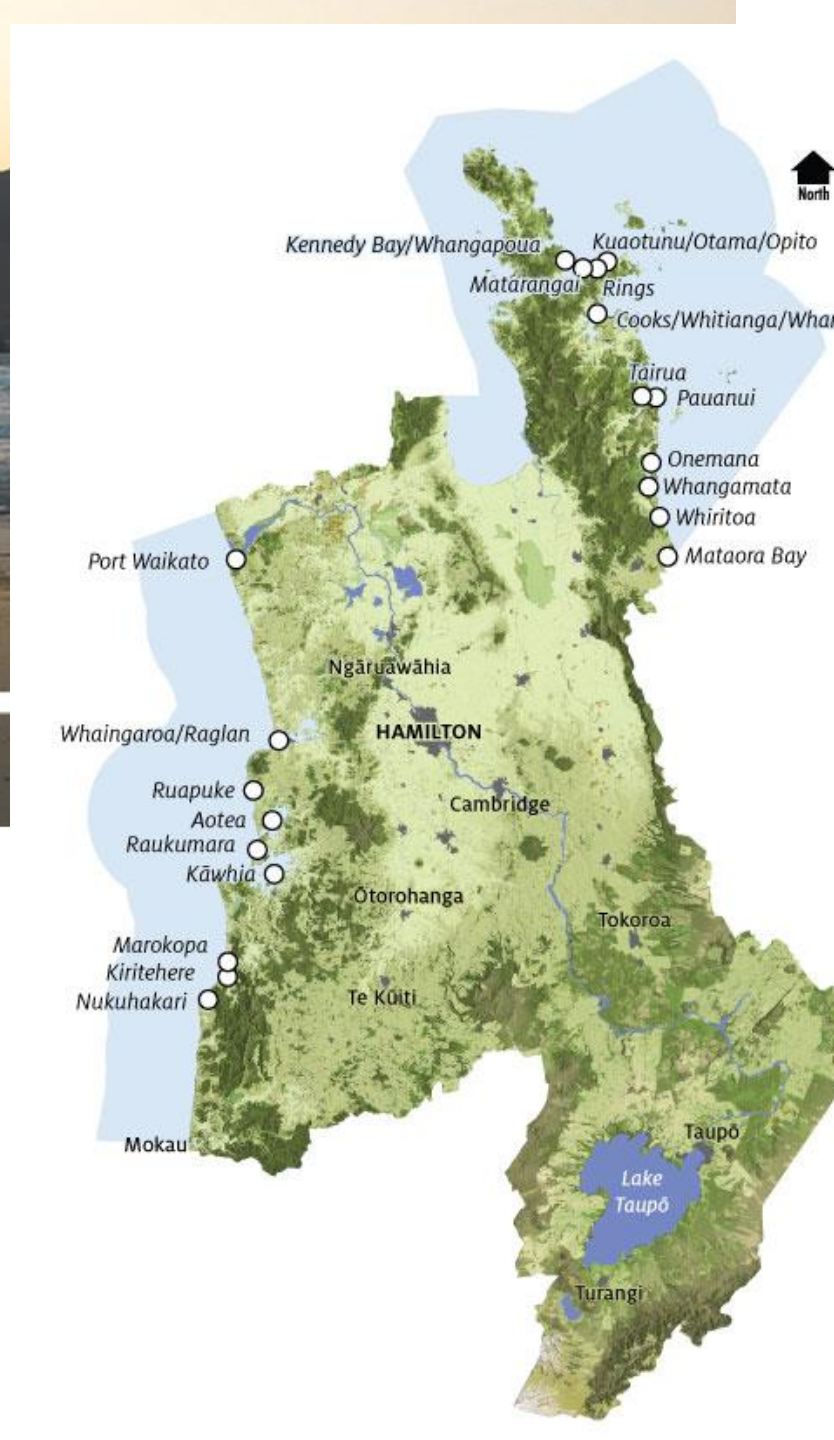 North
Kennedy Bay/Whangapoua
Kuaotunu/Otama/Opito
Matarangai
Rings
Cooks/Whitianga/Whar
Tairua
Pauanui
Onemana
Whangamata
Whiritoa
Mataora Bay
Port Waikato
Ngāruawāhia
Whaingaroa/Raglan
HAMILTON
Ruapuke
Cambridge
Aotea
Raukumara
Kāwhia
Ōtorohanga
Tokoroa
Marokopa
Kiritehere
Nukuhakari
Te Kūiti
Taupō
Mokau
Lake
Taupō
Turangi